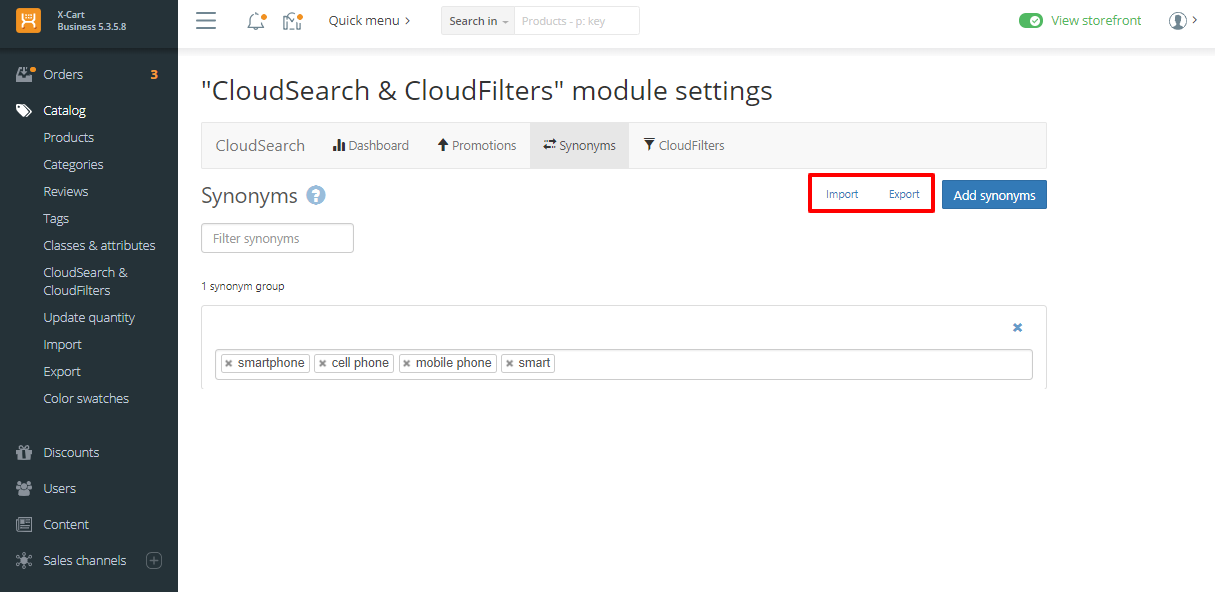 X-Cart
Business 5.3.5.8
Quick menu
Search in
Products - p: key
View storefront
Orders 3
Catalog
Products
Categories
Reviews
Tags
Classes & attributes
CloudSearch &
CloudFilters
Update quantity
Import
Export
Color swatches
Discounts
Users
Content
Sales channels
"CloudSearch & CloudFilters" module settings
CloudSearch Dashboard Promotions Synonyms CloudFilters
Synonyms ? Import Export Add synonyms
Filter synonyms
1 synonym group
smartphone cell phone mobile phone smart